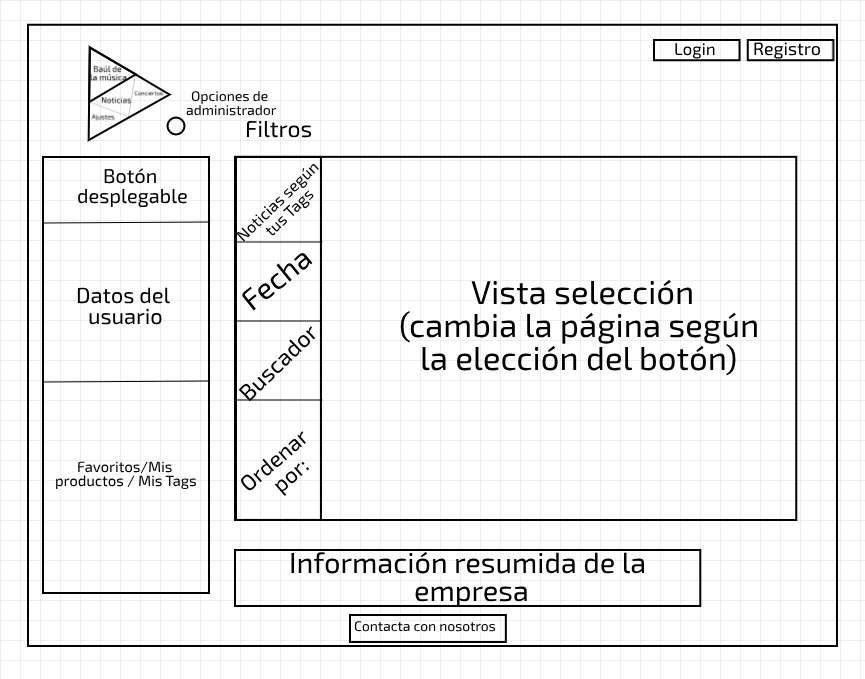 Login
Registro
Baúl de
la música
Conciertos
Noticias
Ajustes
Opciones de
administrador
Filtros
Botón
desplegable
Datos del
usuario
Favoritos/Mis
productos / Mis Tags
Noticias según
tus Tags
Fecha
Buscador
Ordenar
por:
Vista selección
(cambia la página según
la elección del botón)
Información resumida de la
empresa
Contacta con nosotros